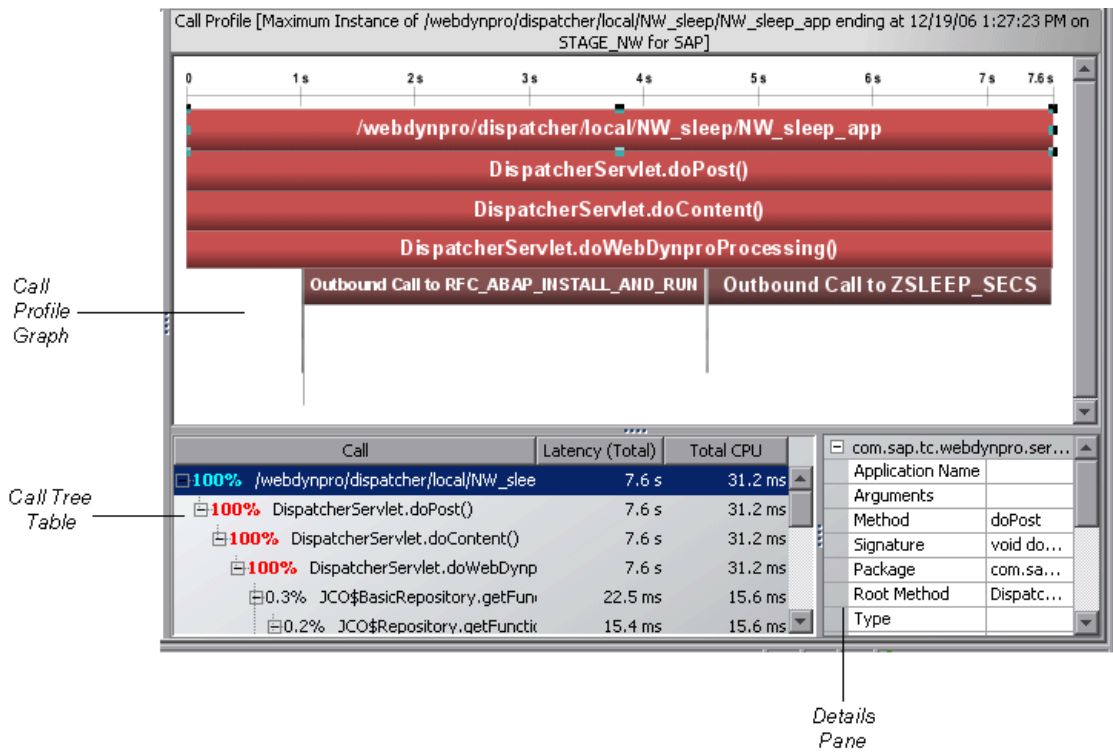 Call Profile [Maximum Instance of /webdynpro/dispatcher/local/NW_sleep/NW_sleep_app ending at 12/19/06 1:27:23 PM on
STAGE_NW for SAP]
0 1 s 2 s 3 s 4 s 5 s 6 s 7 s 7.6 s
/webdynpro/dispatcher/local/NW_sleep/NW_sleep_app
DispatcherServlet.doPost()
DispatcherServlet.doContent()
DispatcherServlet.doWebDynproProcessing()
Outbound Call to RFC_ABAP_INSTALL_AND_RUN Outbound Call to ZSLEEP_SECS
Call
Profile
Graph
Call Latency (Total) Total CPU
100% /webdynpro/dispatcher/local/NW_slee 7.6 s 31.2 ms
100% DispatcherServlet.doPost() 7.6 s 31.2 ms
100% DispatcherServlet.doContent() 7.6 s 31.2 ms
100% DispatcherServlet.doWebDynp 7.6 s 31.2 ms
0.3% JCO$BasicRepository.getFun 22.5 ms 15.6 ms
0.2% JCO$Repository.getFunctic 15.4 ms 15.6 ms
Call Tree
Table
com.sap.tc.webdynpro.ser...
Application Name
Arguments
Method doPost
Signature void do...
Package com.sa...
Root Method Dispatc...
Type
Details
Pane